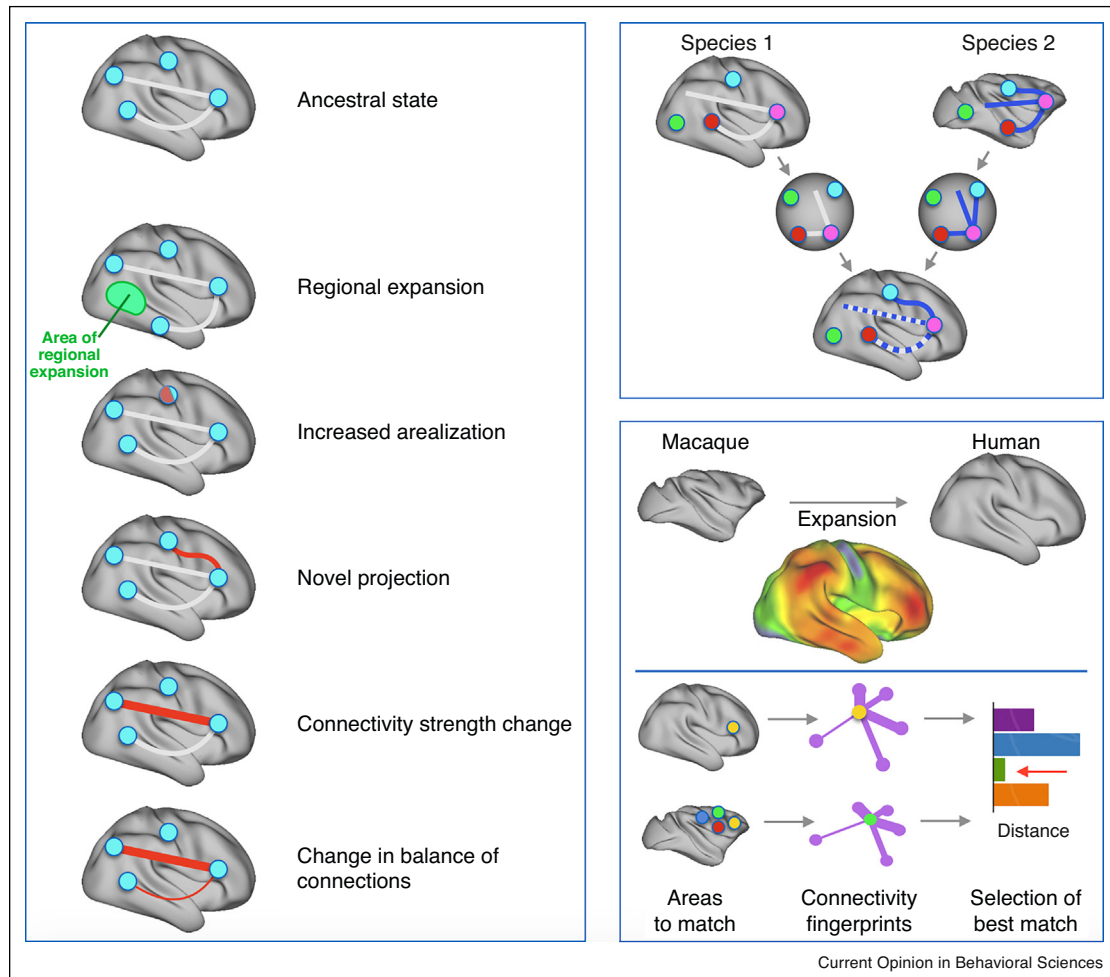 Ancestral state
Regional expansion
Area of
regional
expansion
Increased arealization
Novel projection
Connectivity strength change
Change in balance of
connections
Species 1
Species 2
Macaque
Human
Expansion
Distance
Areas
to match
Connectivity
fingerprints
Selection of
best match
Current Opinion in Behavioral Sciences